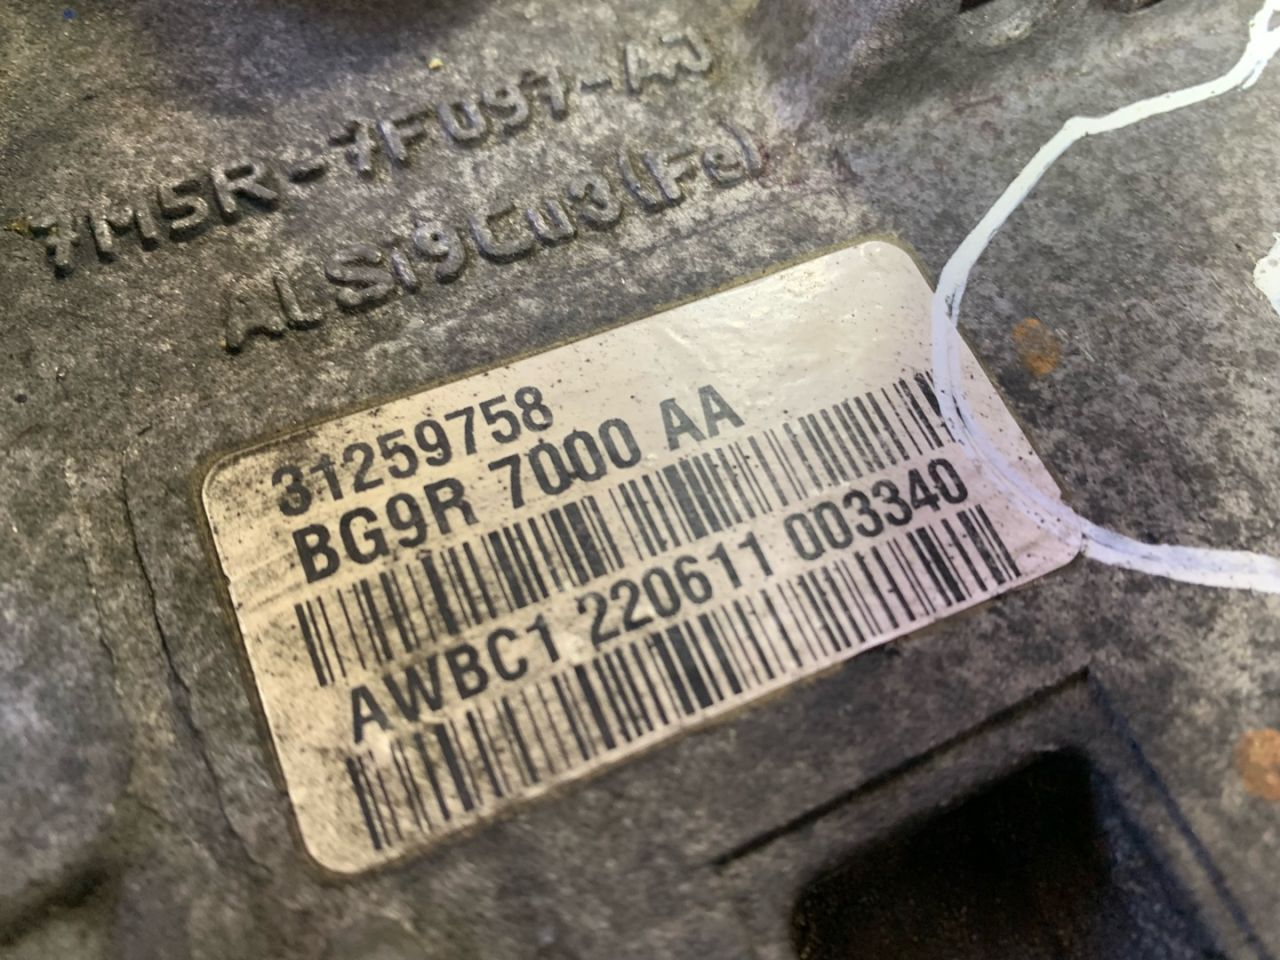 7M5R-7F097-AJ
ALSi9Cu3(Fe)
31259758
BG9R 7000 AA
AWBC1 220611 003340